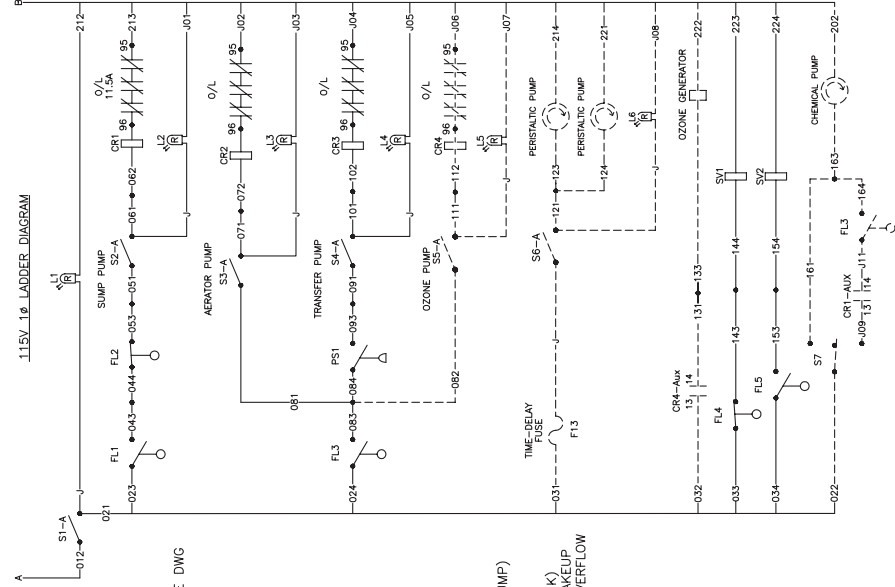 115V 1ø LADDER DIAGRAM
A
B
S1-A
L1
R
012
021
J
212
SUMP PUMP
FL1
FL2
S2-A
CR1
O/L
11.5A
023
043
044
053
051
061
062
96
95
213
L2
R
J
J01
E DWG
AERATOR PUMP
S3-A
CR2
O/L
081
071
072
96
95
J02
L3
R
J
J03
TRANSFER PUMP
FL3
PS1
S4-A
CR3
O/L
024
083
084
093
091
101
102
96
95
J04
L4
R
J
J05
OZONE PUMP
S5-A
CR4
O/L
082
111
112
96
95
J06
L5
R
J
J07
MP)
TIME-DELAY
FUSE
F13
S6-A
PERISTALTIC PUMP
031
J
121
123
214
PERISTALTIC PUMP
124
221
K)
AKEUP
VERFLOW
L6
R
J
J08
CR4-Aux
13
14
OZONE GENERATOR
032
131
133
222
FL4
SV1
033
143
144
223
FL5
SV2
034
153
154
224
S7
CHEMICAL PUMP
022
161
163
202
CR1-AUX
13
14
FL3
J09
J11
164